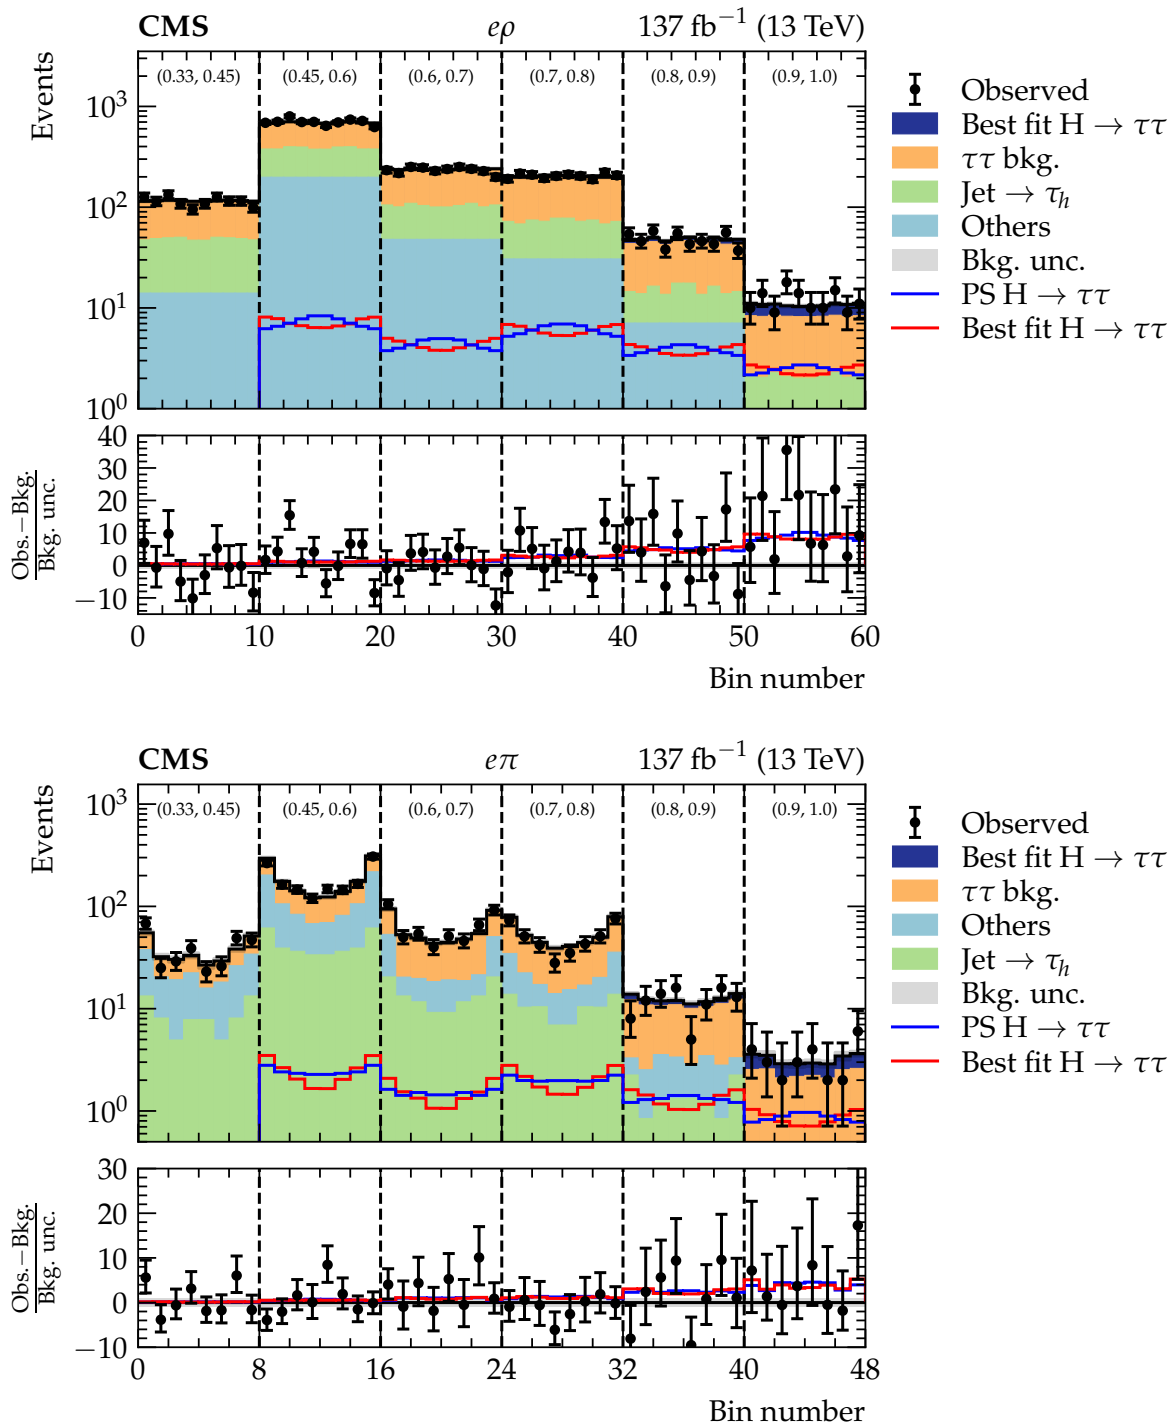 CMS eρ 137 fb⁻¹ (13 TeV)
Events
10³
10²
10¹
10⁰
(0.33, 0.45) (0.45, 0.6) (0.6, 0.7) (0.7, 0.8) (0.8, 0.9) (0.9, 1.0)
Observed
Best fit H → ττ
ττ bkg.
Jet → τₕ
Others
Bkg. unc.
PS H → ττ
Best fit H → ττ
Obs.−Bkg.
Bkg. unc.
40
30
20
10
0
−10
0 10 20 30 40 50 60
Bin number
CMS eπ 137 fb⁻¹ (13 TeV)
Events
10³
10²
10¹
10⁰
(0.33, 0.45) (0.45, 0.6) (0.6, 0.7) (0.7, 0.8) (0.8, 0.9) (0.9, 1.0)
Observed
Best fit H → ττ
ττ bkg.
Others
Jet → τₕ
Bkg. unc.
PS H → ττ
Best fit H → ττ
Obs.−Bkg.
Bkg. unc.
30
20
10
0
−10
0 8 16 24 32 40 48
Bin number